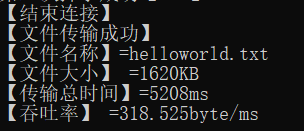 【结束连接】
【文件传输成功】
【文件名称】=helloworld.txt
【文件大小】 =1620KB
【传输总时间】=5208ms
【吞吐率】 =318.525byte/ms